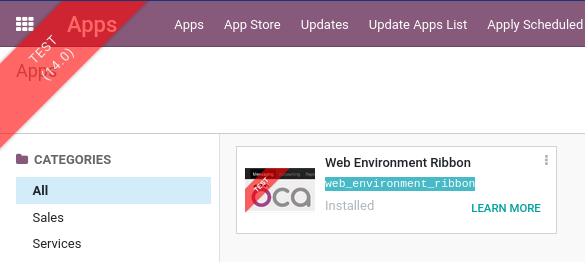 Apps
Apps
App Store
Updates
Update Apps List
Apply Scheduled
TEST
(14.0)
Apps
CATEGORIES
All
Sales
Services
TEST
oca
Web Environment Ribbon
web_environment_ribbon
Installed
LEARN MORE